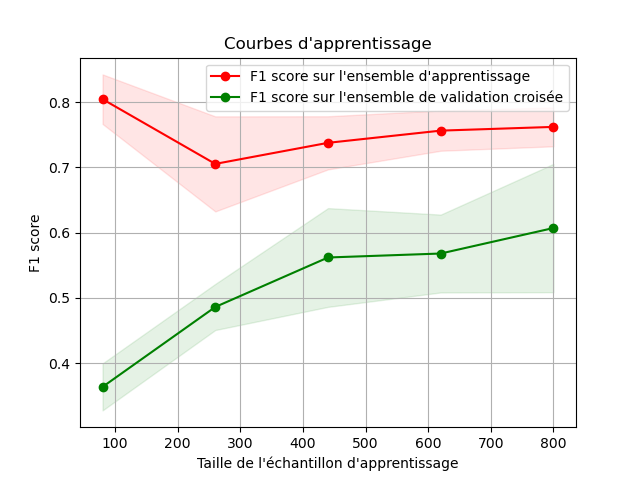 Courbes d'apprentissage
F1 score sur l'ensemble d'apprentissage
F1 score sur l'ensemble de validation croisée
0.8
0.7
0.6
0.5
0.4
F1 score
100 200 300 400 500 600 700 800
Taille de l'échantillon d'apprentissage